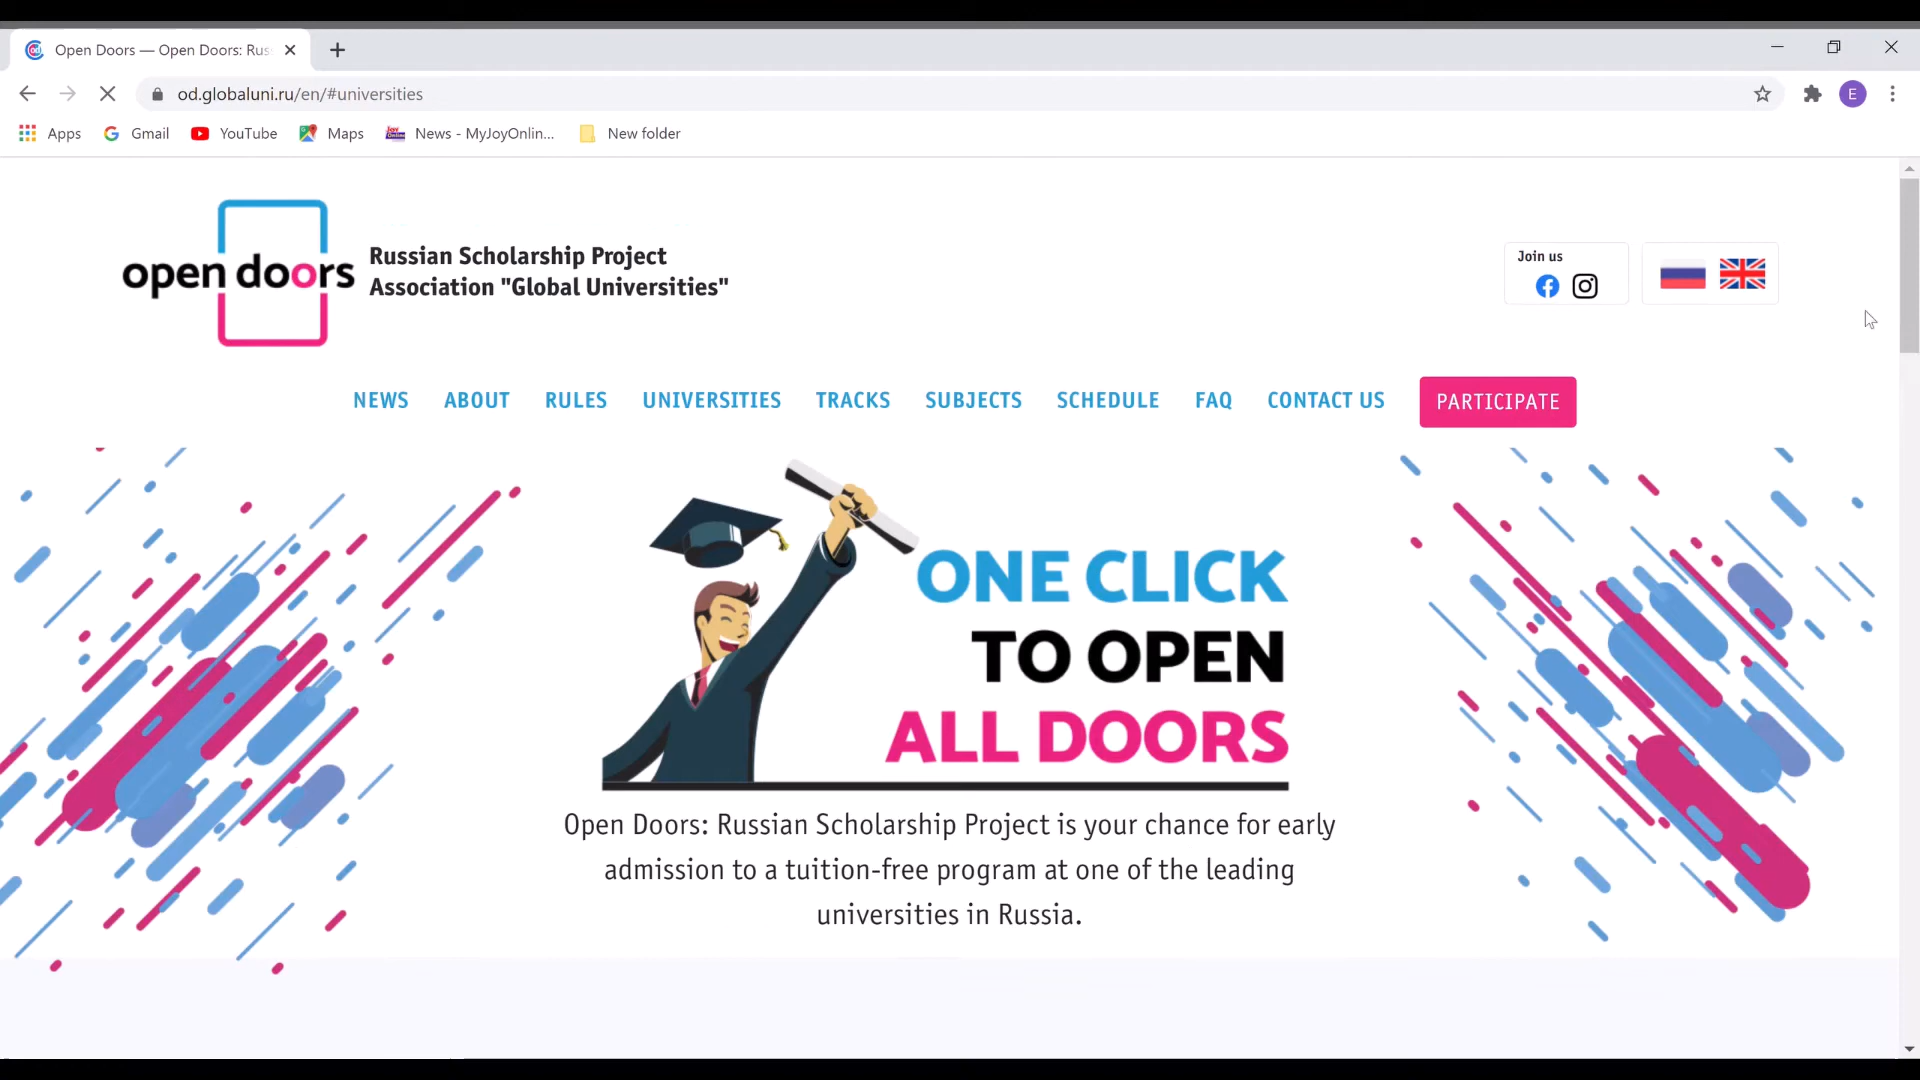 Open Doors — Open Doors: Rus
od.globaluni.ru/en/#universities
E
Apps
Gmail
YouTube
Maps
News - MyJoyOnlin...
New folder
open doors
Russian Scholarship Project
Association "Global Universities"
Join us
NEWS
ABOUT
RULES
UNIVERSITIES
TRACKS
SUBJECTS
SCHEDULE
FAQ
CONTACT US
PARTICIPATE
ONE CLICK
TO OPEN
ALL DOORS
Open Doors: Russian Scholarship Project is your chance for early
admission to a tuition-free program at one of the leading
universities in Russia.